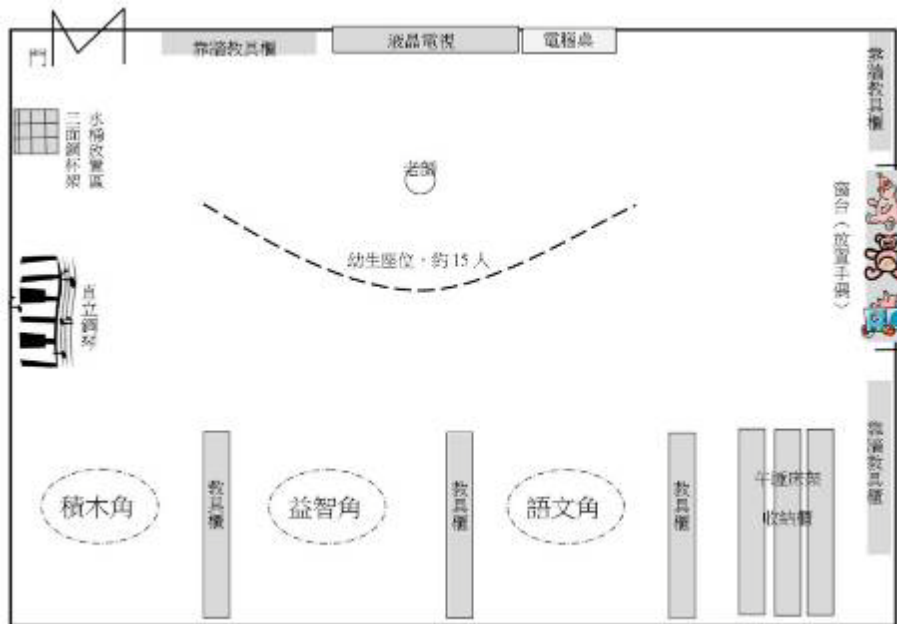 門
靠牆教具櫃
液晶電視
電腦桌
靠牆教具櫃
水桶放置區
三面鋼杯架
老師
窗台（放置手偶）
幼生座位，約15人
直立鋼琴
靠牆教具櫃
積木角
教具櫃
益智角
教具櫃
語文角
教具櫃
午睡床架
收納櫃